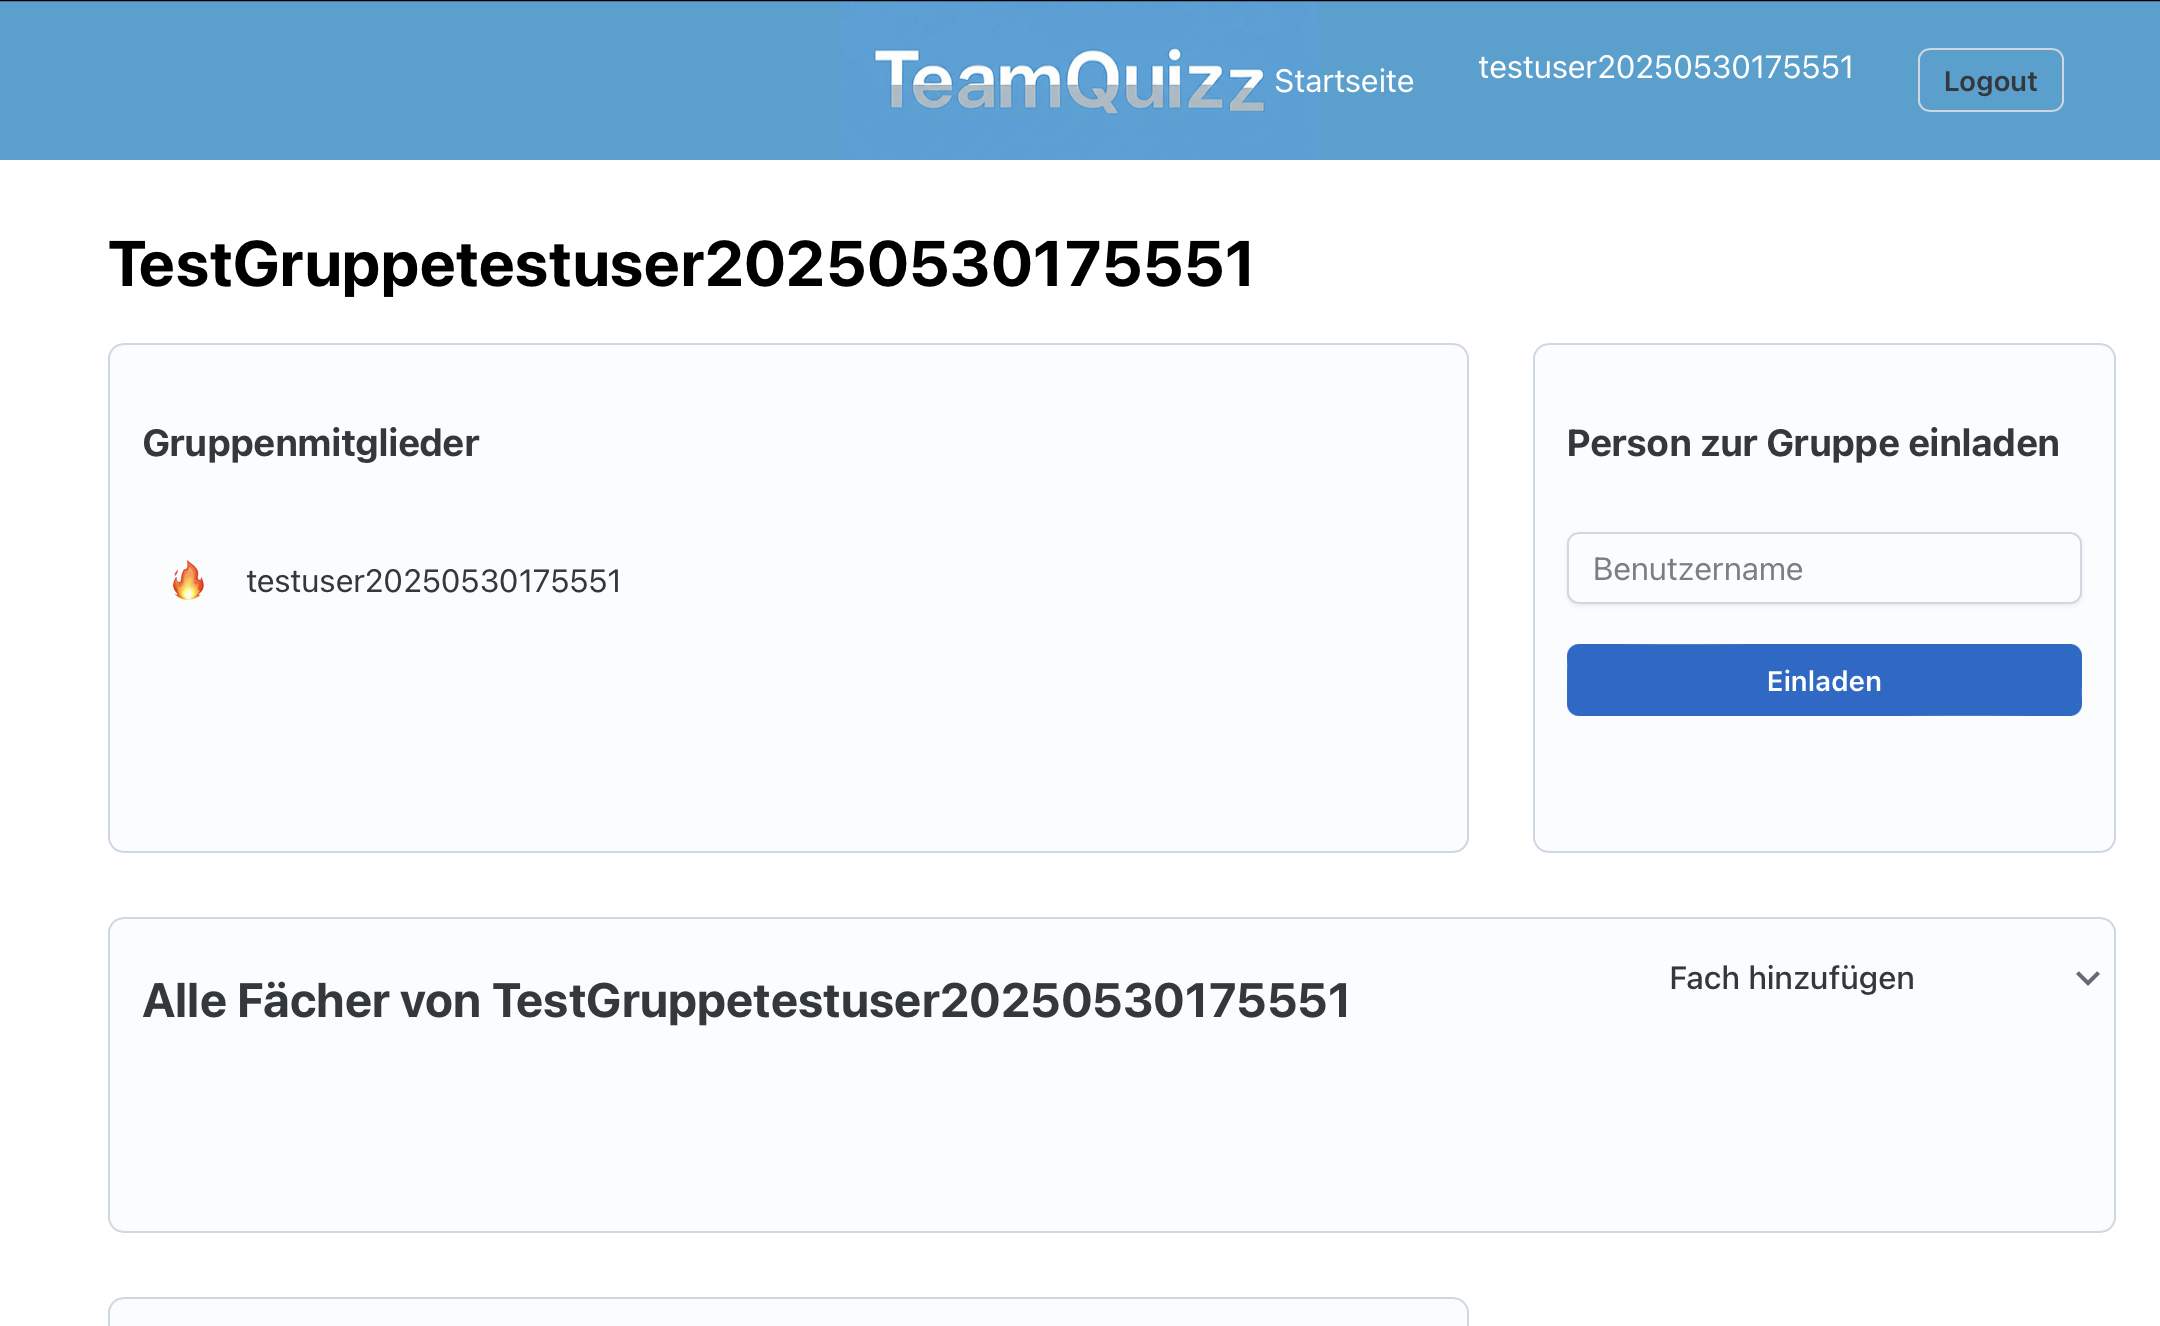 TeamQuizz
Startseite
testuser20250530175551
Logout
TestGruppetestuser20250530175551
Gruppenmitglieder
🔥 testuser20250530175551
Person zur Gruppe einladen
Benutzername
Einladen
Alle Fächer von TestGruppetestuser20250530175551
Fach hinzufügen